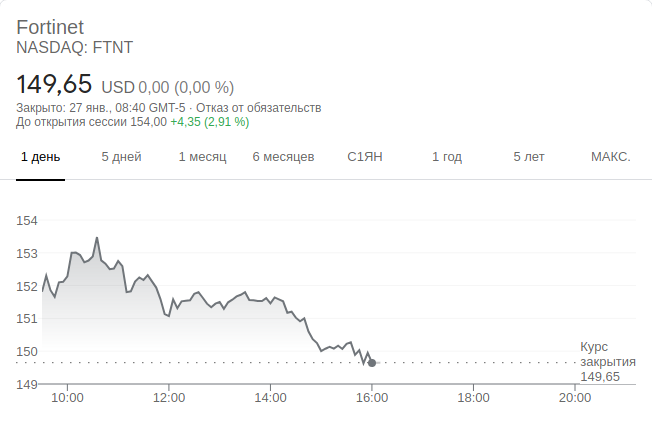 Fortinet
NASDAQ: FTNT
149,65 USD 0,00 (0,00 %)
Закрыто: 27 янв., 08:40 GMT-5 · Отказ от обязательств
До открытия сессии 154,00 +4,35 (2,91 %)
1 день 5 дней 1 месяц 6 месяцев С1ЯН 1 год 5 лет МАКС.
154
153
152
151
150
Курс
закрытия
149,65
149
10:00 12:00 14:00 16:00 18:00 20:00